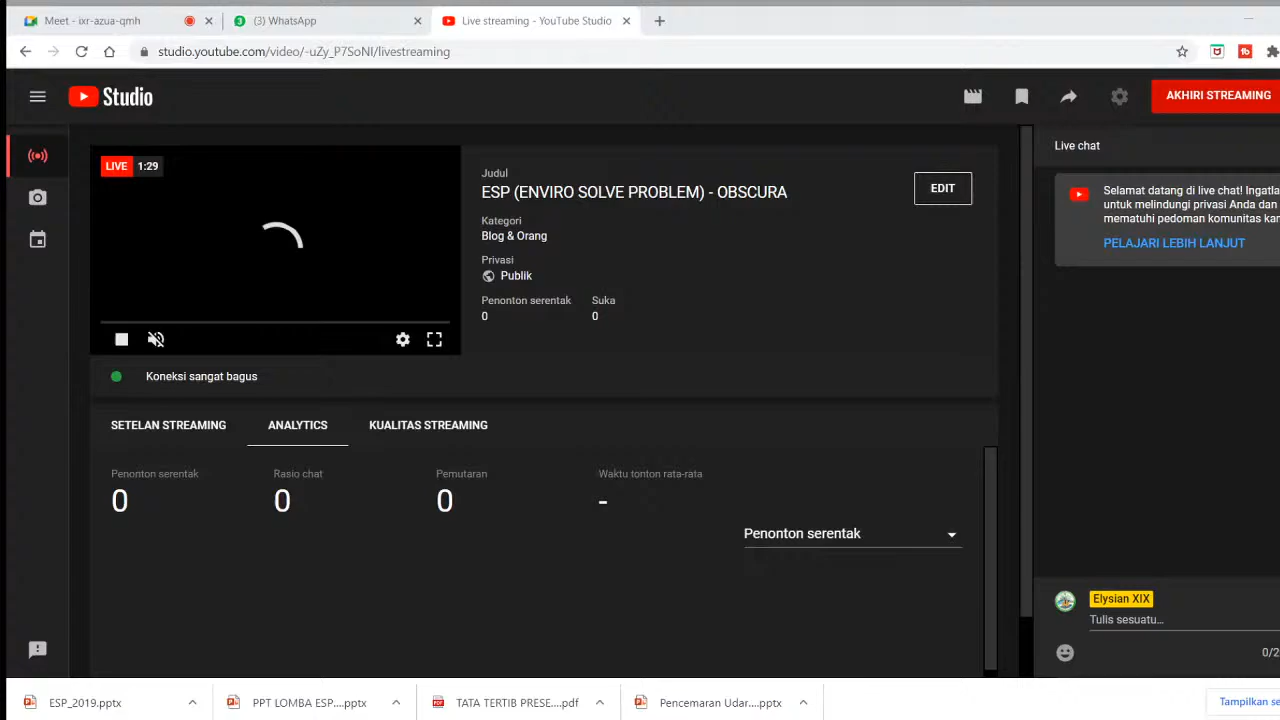 Meet - ixr-azua-qmh
(3) WhatsApp
Live streaming - YouTube Studio
studio.youtube.com/video/-uZy_P7SoNI/livestreaming
Studio
AKHIRI STREAMING
LIVE 1:29
Judul
ESP (ENVIRO SOLVE PROBLEM) - OBSCURA
EDIT
Kategori
Blog & Orang
Privasi
Publik
Penonton serentak
Suka
0
0
Koneksi sangat bagus
SETELAN STREAMING
ANALYTICS
KUALITAS STREAMING
Penonton serentak
Rasio chat
Pemutaran
Waktu tonton rata-rata
0
0
0
-
Penonton serentak
Live chat
Selamat datang di live chat! Ingatla
untuk melindungi privasi Anda dan
mematuhi pedoman komunitas kam
PELAJARI LEBIH LANJUT
Elysian XIX
Tulis sesuatu...
0/2
ESP_2019.pptx
PPT LOMBA ESP....pptx
TATA TERTIB PRESE....pdf
Pencemaran Udar....pptx
Tampilkan se